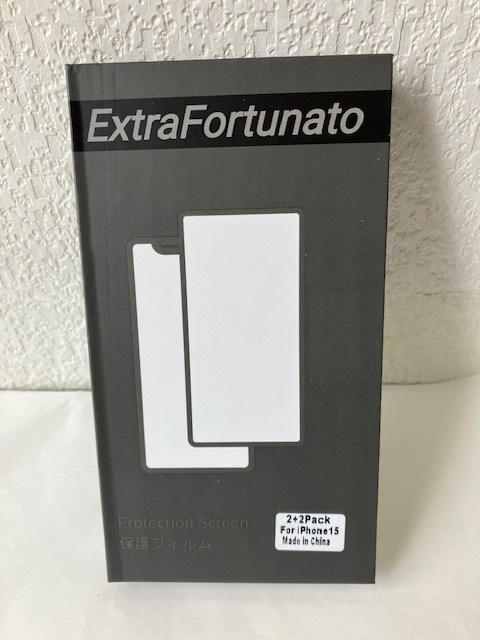 ExtraFortunato
Protection Screen
保護フィルム
2+2Pack
For iPhone15
Made in China